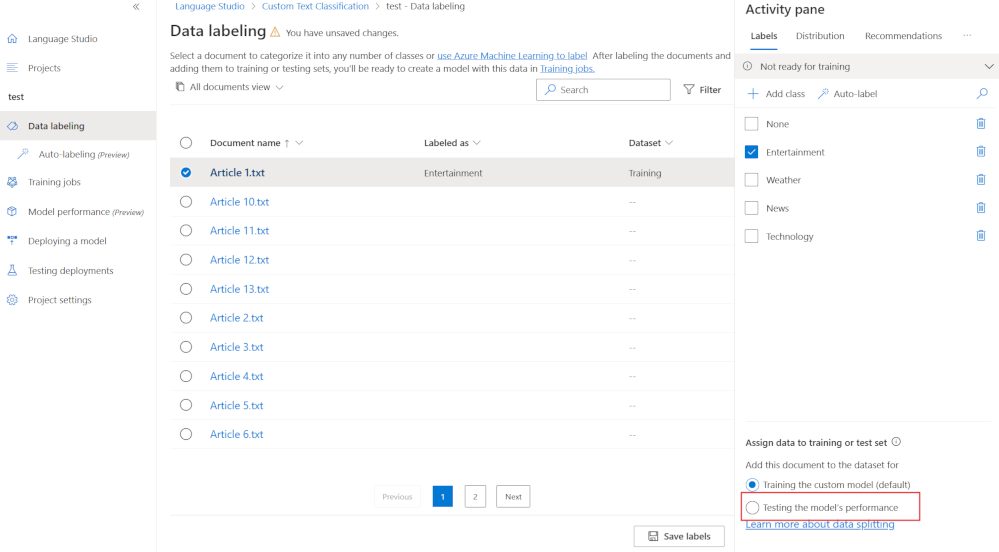 Language Studio > Custom Text Classification > test - Data labeling
Data labeling You have unsaved changes.
Select a document to categorize it into any number of classes or use Azure Machine Learning to label After labeling the documents and
adding them to training or testing sets, you'll be ready to create a model with this data in Training jobs.
All documents view
Search
Filter
Language Studio
Projects
test
Data labeling
Auto-labeling (Preview)
Training jobs
Model performance (Preview)
Deploying a model
Testing deployments
Project settings
Document name ↑ Labeled as Dataset
Article 1.txt Entertainment Training
Article 10.txt --
Article 11.txt --
Article 12.txt --
Article 13.txt --
Article 2.txt --
Article 3.txt --
Article 4.txt --
Article 5.txt --
Article 6.txt --
Previous 1 2 Next
Save labels
Activity pane
Labels Distribution Recommendations ...
Not ready for training
+ Add class Auto-label
None
Entertainment
Weather
News
Technology
Assign data to training or test set
Add this document to the dataset for
Training the custom model (default)
Testing the model's performance
Learn more about data splitting